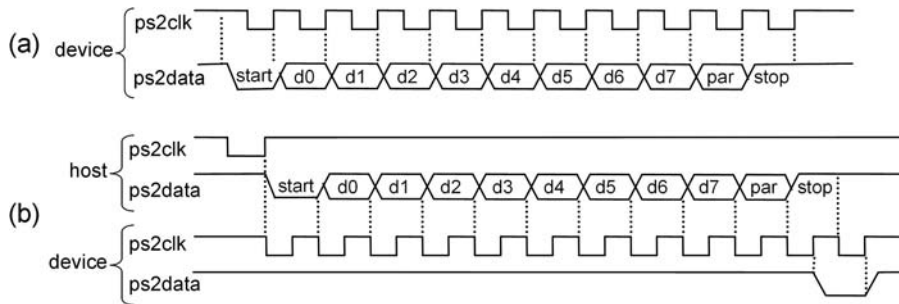 ps2clk
(a)
device
ps2data
start d0 d1 d2 d3 d4 d5 d6 d7 par stop
ps2clk
host
ps2data
start d0 d1 d2 d3 d4 d5 d6 d7 par stop
(b)
ps2clk
device
ps2data